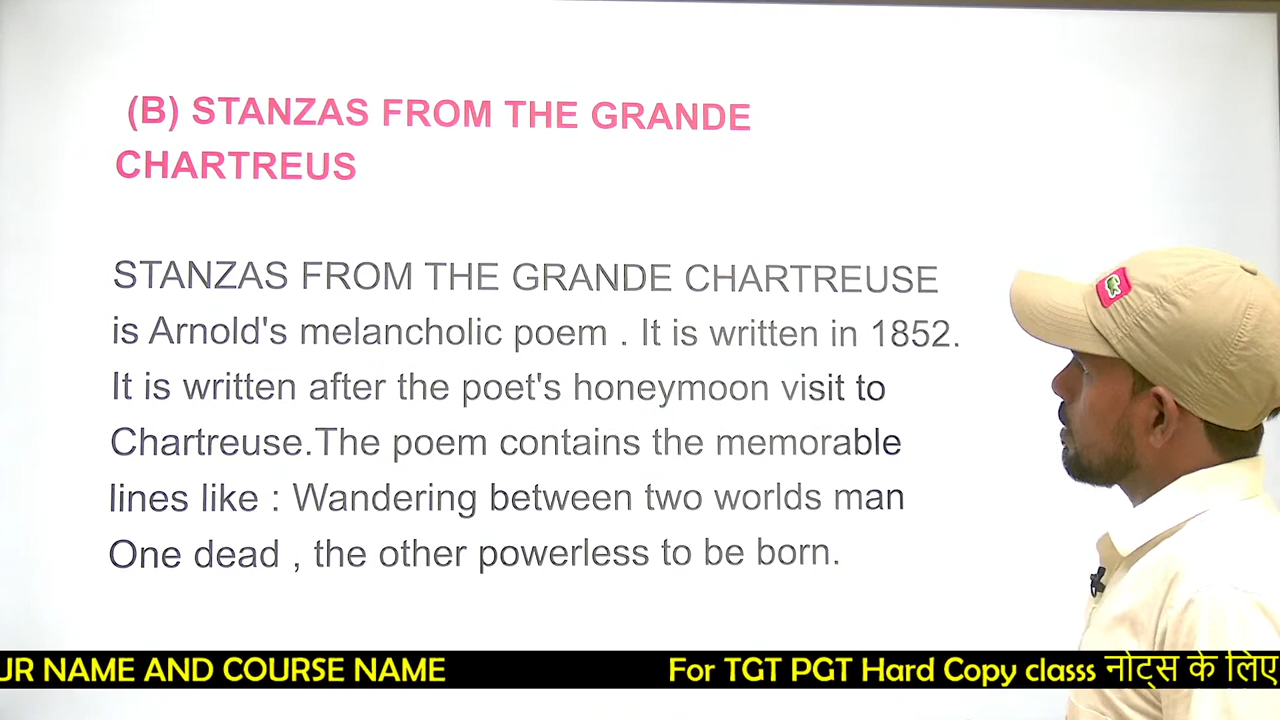 (B) STANZAS FROM THE GRANDE
CHARTREUS
STANZAS FROM THE GRANDE CHARTREUSE
is Arnold's melancholic poem . It is written in 1852.
It is written after the poet's honeymoon visit to
Chartreuse.The poem contains the memorable
lines like : Wandering between two worlds man
One dead , the other powerless to be born.
UR NAME AND COURSE NAME
For TGT PGT Hard Copy classs नोट्स के लिए